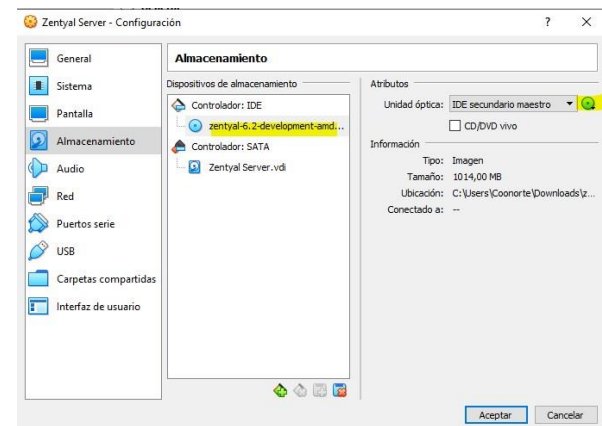 Zentyal Server - Configuración
? ×
General
Sistema
Pantalla
Almacenamiento
Audio
Red
Puertos serie
USB
Carpetas compartidas
Interfaz de usuario
Almacenamiento
Dispositivos de almacenamiento
Controlador: IDE
zentyal-6.2-development-amd...
Controlador: SATA
Zentyal Server.vdi
Atributos
Unidad óptica: IDE secundario maestro
CD/DVD vivo
Información
Tipo: Imagen
Tamaño: 1014,00 MB
Ubicación: C:\Users\Coonorte\Downloads\z...
Conectado a: --
Aceptar Cancelar